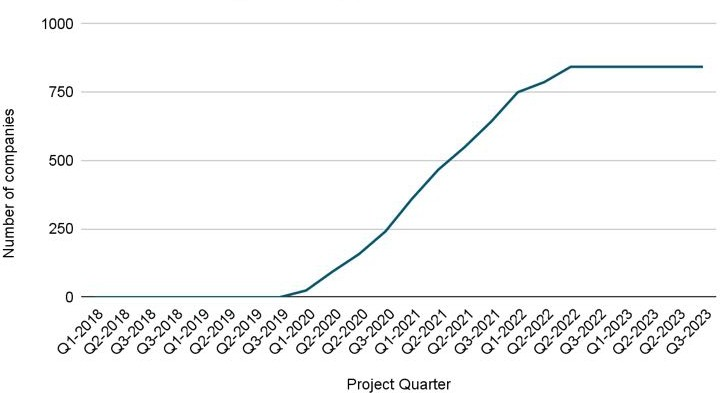 1000
750
500
250
0
Number of companies
Q1-2018
Q2-2018
Q3-2018
Q3-2018
Q1-2019
Q2-2019
Q2-2019
Q3-2019
Q1-2020
Q2-2020
Q2-2020
Q3-2020
Q1-2021
Q2-2021
Q2-2021
Q3-2021
Q1-2022
Q2-2022
Q2-2022
Q3-2022
Q1-2023
Q2-2023
Q2-2023
Q3-2023
Project Quarter